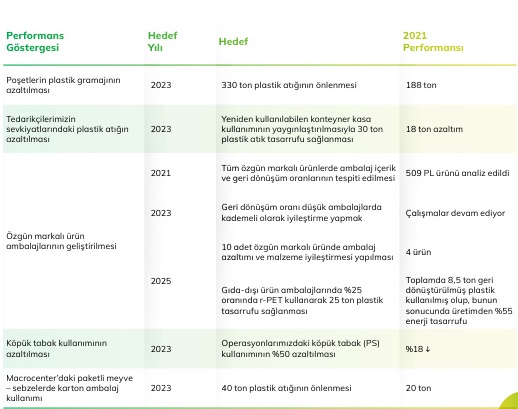 Performans
Göstergesi
Hedef
Yılı
Hedef
2021
Performansı
Poşetlerin plastik gramajının
azaltılması
2023
330 ton plastik atığının önlenmesi
188 ton
Tedarikçilerimizin
sevkiyatlarındaki plastik atığın
azaltılması
2023
Yeniden kullanılabilen konteyner kasa
kullanımının yaygınlaştırılmasıyla 30 ton
plastik atık tasarrufu sağlanması
18 ton azaltım
Özgün markalı ürün
ambalajlarının geliştirilmesi
2021
Tüm özgün markalı ürünlerde ambalaj içerik
ve geri dönüşüm oranlarının tespiti edilmesi
509 PL ürünü analiz edildi
2023
Geri dönüşüm oranı düşük ambalajlarda
kademeli olarak iyileştirme yapmak
Çalışmalar devam ediyor
10 adet özgün markalı üründe ambalaj
azaltımı ve malzeme iyileştirmesi yapılması
4 ürün
2025
Gıda-dışı ürün ambalajlarında %25
oranında r-PET kullanarak 25 ton plastik
tasarrufu sağlanması
Toplamda 8,5 ton geri
dönüştürülmüş plastik
kullanılmış olup, bunun
sonucunda üretimden %55
enerji tasarrufu
Köpük tabak kullanımının
azaltılması
2023
Operasyonlarımızdaki köpük tabak (PS)
kullanımının %50 azaltılması
%18 ↓
Macrocenter’daki paketli meyve
– sebzelerde karton ambalaj
kullanımı
2023
40 ton plastik atığının önlenmesi
20 ton